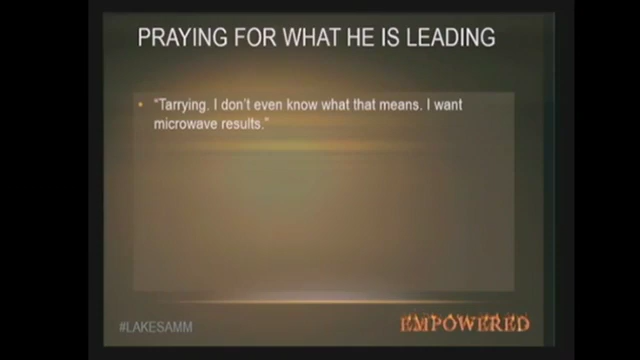 PRAYING FOR WHAT HE IS LEADING
• “Tarrying. I don’t even know what that means. I want
microwave results.”
#LAKESAMM
EMPOWERED